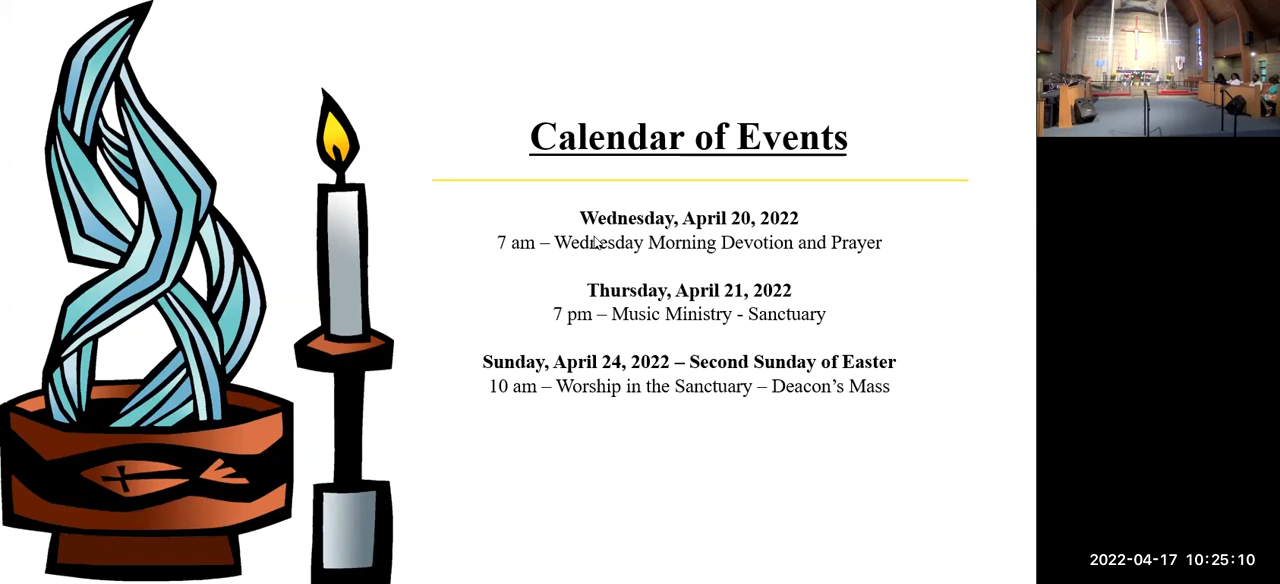 Calendar of Events
Wednesday, April 20, 2022
7 am – Wednesday Morning Devotion and Prayer
Thursday, April 21, 2022
7 pm – Music Ministry - Sanctuary
Sunday, April 24, 2022 – Second Sunday of Easter
10 am – Worship in the Sanctuary – Deacon’s Mass
2022-04-17 10:25:10